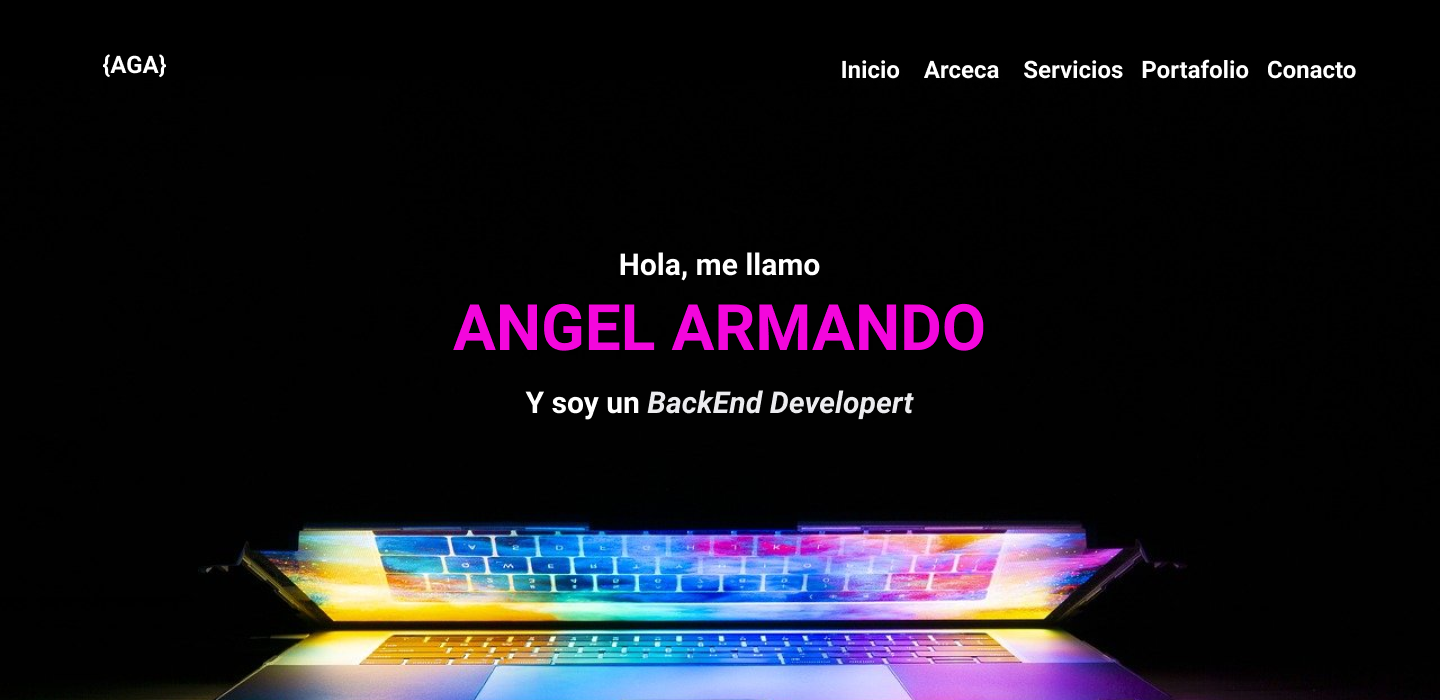 {AGA}
Inicio Arceca Servicios Portafolio Conacto
Hola, me llamo
ANGEL ARMANDO
Y soy un BackEnd Developert